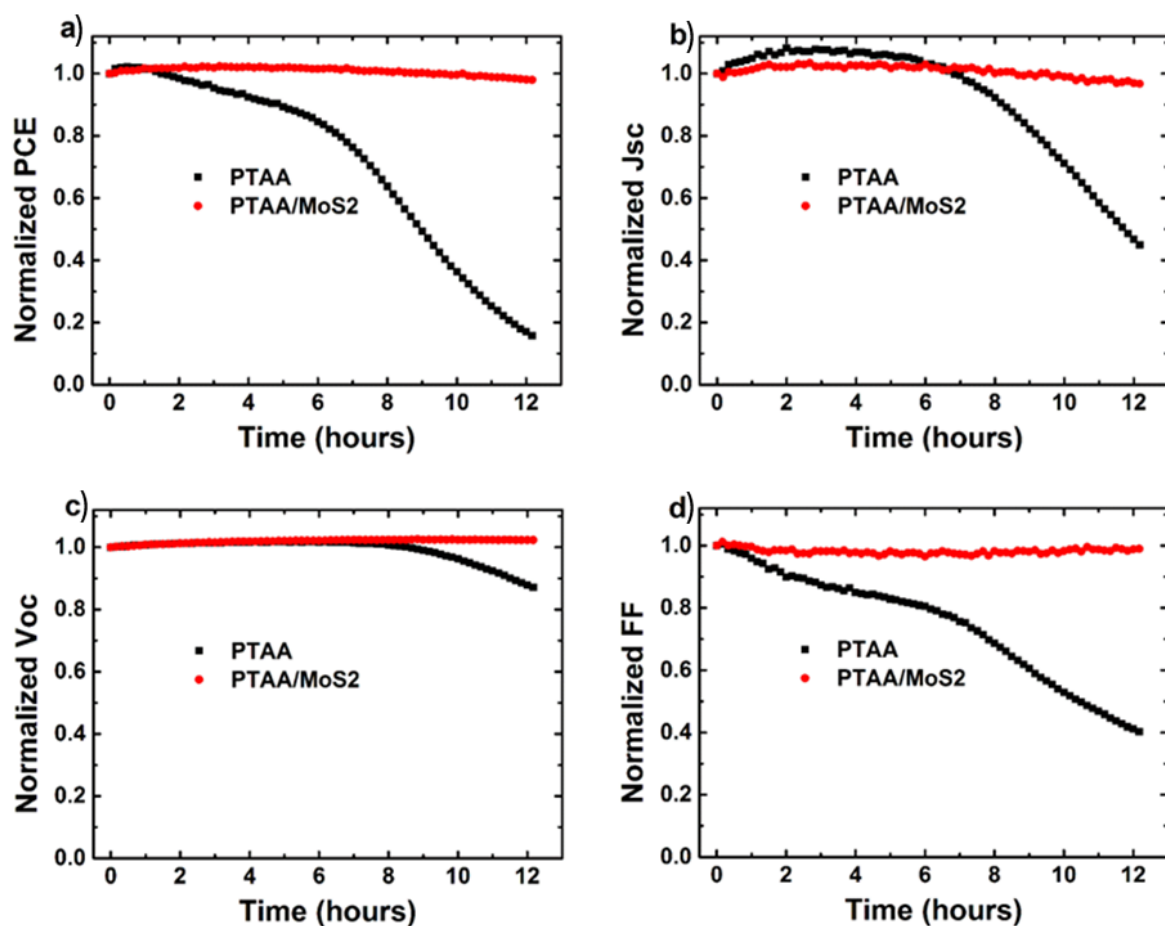 a)
Normalized PCE
1.0
0.8
0.6
0.4
0.2
0.0
PTAA
PTAA/MoS2
0 2 4 6 8 10 12
Time (hours)
b)
Normalized Jsc
1.0
0.8
0.6
0.4
0.2
0.0
PTAA
PTAA/MoS2
0 2 4 6 8 10 12
Time (hours)
c)
Normalized Voc
1.0
0.8
0.6
0.4
0.2
0.0
PTAA
PTAA/MoS2
0 2 4 6 8 10 12
Time (hours)
d)
Normalized FF
1.0
0.8
0.6
0.4
0.2
0.0
PTAA
PTAA/MoS2
0 2 4 6 8 10 12
Time (hours)